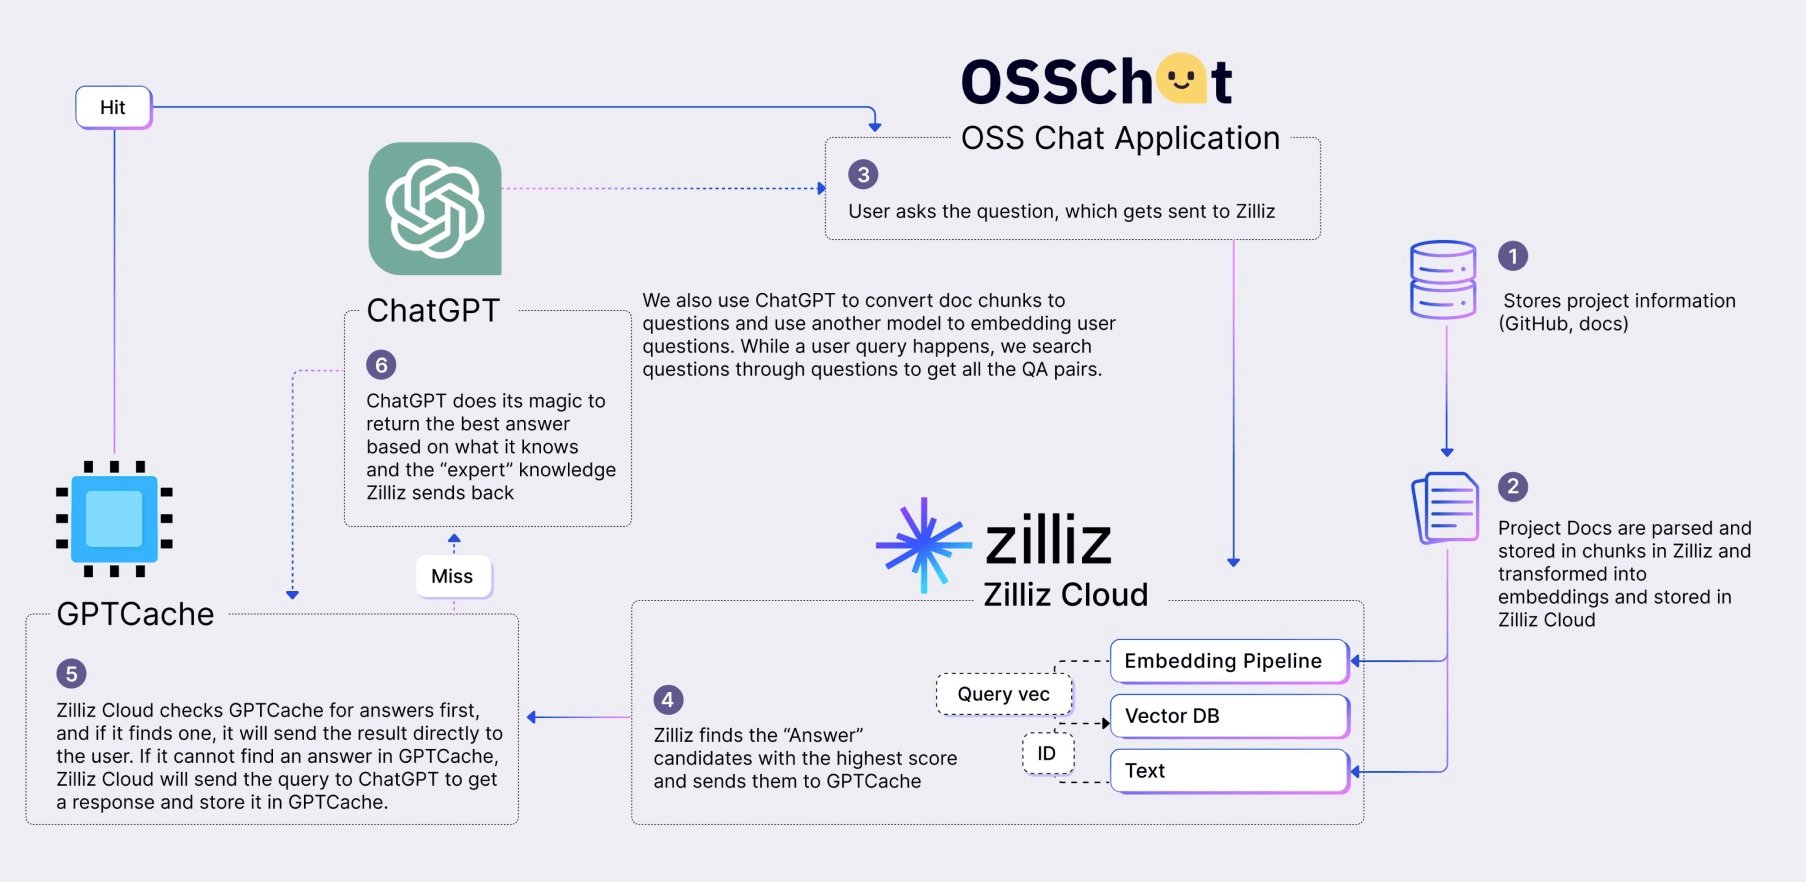 OSSChat
OSS Chat Application
Hit
3
User asks the question, which gets sent to Zilliz
1
Stores project information
(GitHub, docs)
ChatGPT
We also use ChatGPT to convert doc chunks to
questions and use another model to embedding user
questions. While a user query happens, we search
questions through questions to get all the QA pairs.
6
ChatGPT does its magic to
return the best answer
based on what it knows
and the “expert” knowledge
Zilliz sends back
2
Project Docs are parsed and
stored in chunks in Zilliz and
transformed into
embeddings and stored in
Zilliz Cloud
Miss
zilliz
Zilliz Cloud
GPTCache
5
Zilliz Cloud checks GPTCache for answers first,
and if it finds one, it will send the result directly to
the user. If it cannot find an answer in GPTCache,
Zilliz Cloud will send the query to ChatGPT to get
a response and store it in GPTCache.
4
Zilliz finds the “Answer”
candidates with the highest score
and sends them to GPTCache
Embedding Pipeline
Query vec
Vector DB
ID
Text